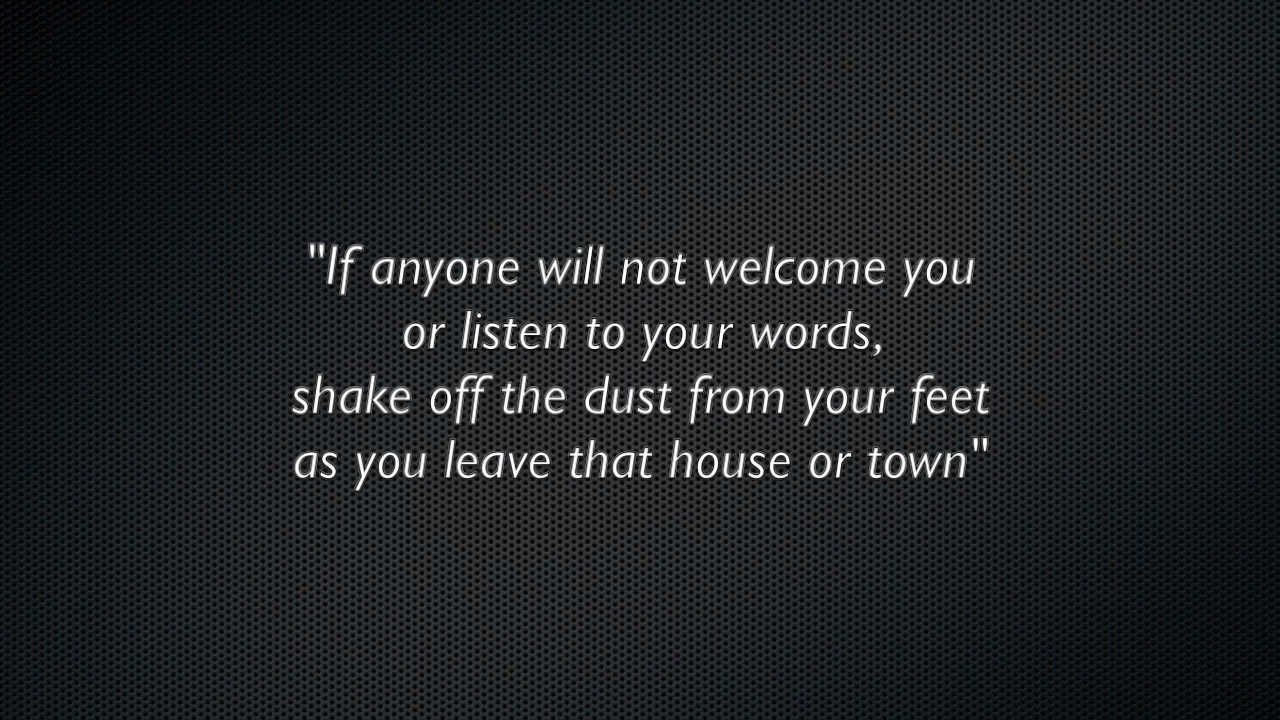 "If anyone will not welcome you
or listen to your words,
shake off the dust from your feet
as you leave that house or town"